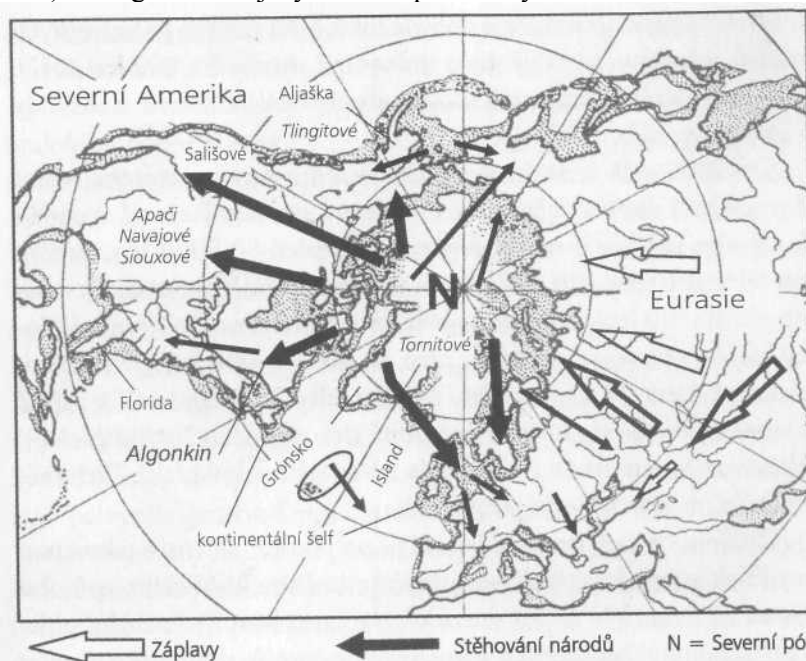 Severní Amerika
Aljaška
Tlingitové
Sališové
Apači
Navajové
Siouxové
N
Eurasie
Tornitové
Florida
Algonkin
Grónsko
Island
kontinentální šelf
Záplavy
Stěhování národů
N = Severní pó